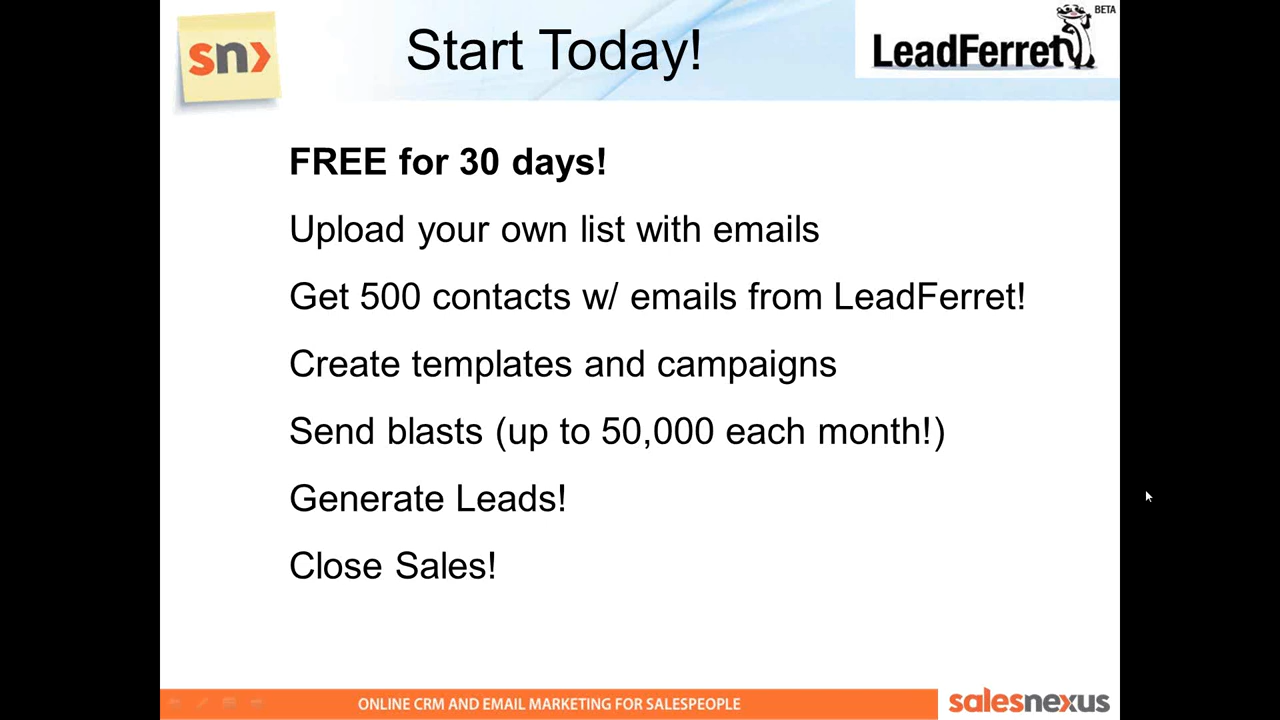 sn>
Start Today!
BETA
LeadFerret
FREE for 30 days!
Upload your own list with emails
Get 500 contacts w/ emails from LeadFerret!
Create templates and campaigns
Send blasts (up to 50,000 each month!)
Generate Leads!
Close Sales!
ONLINE CRM AND EMAIL MARKETING FOR SALESPEOPLE
salesnexus